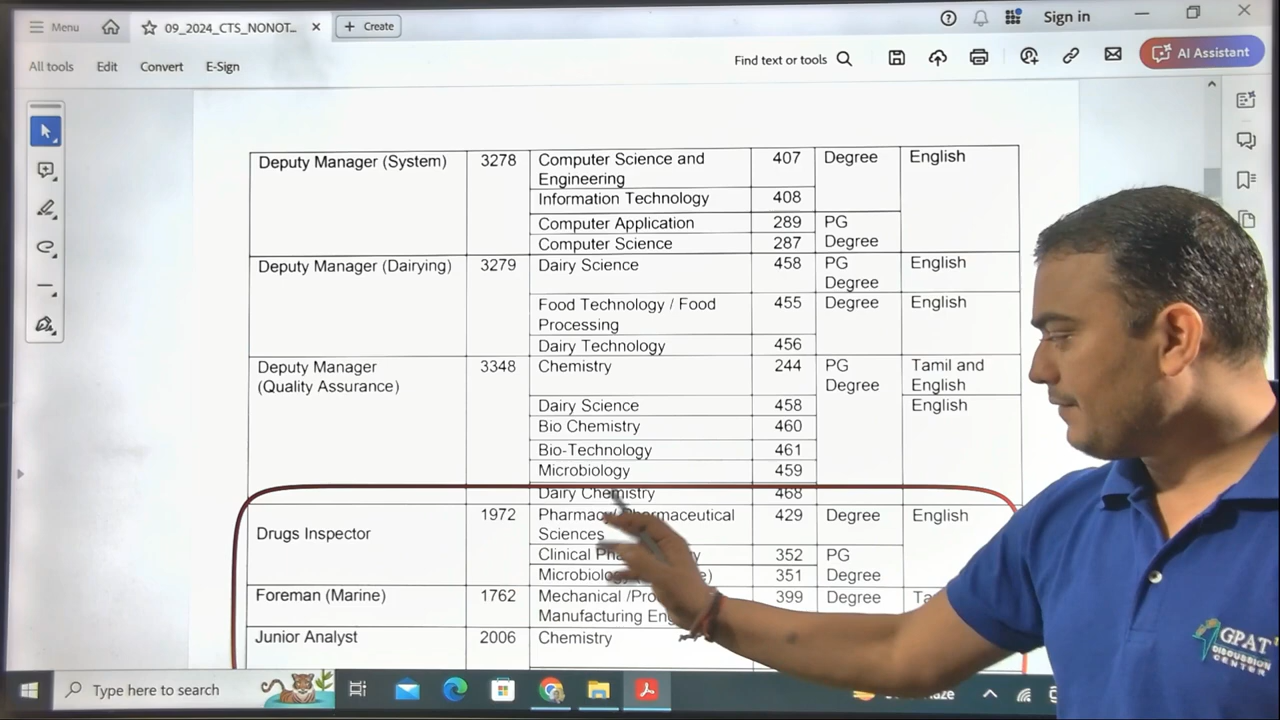 Menu
09_2024_CTS_NONOT...
+ Create
Sign in
All tools Edit Convert E-Sign
Find text or tools
AI Assistant
Deputy Manager (System) 3278 Computer Science and Engineering 407 Degree English
Information Technology 408
Computer Application 289 PG Degree
Computer Science 287
Deputy Manager (Dairying) 3279 Dairy Science 458 PG Degree English
Food Technology / Food Processing 455 Degree English
Dairy Technology 456
Deputy Manager (Quality Assurance) 3348 Chemistry 244 PG Degree Tamil and English
Dairy Science 458 English
Bio Chemistry 460
Bio-Technology 461
Microbiology 459
Dairy Chemistry 468
Drugs Inspector 1972 Pharmacy/ Pharmaceutical Sciences 429 Degree English
Clinical 352 PG Degree
Microbiology 351
Foreman (Marine) 1762 Mechanical Manufacturing 399 Degree
Junior Analyst 2006 Chemistry
Type here to search
GPAT
DISCUSSION
CENTER